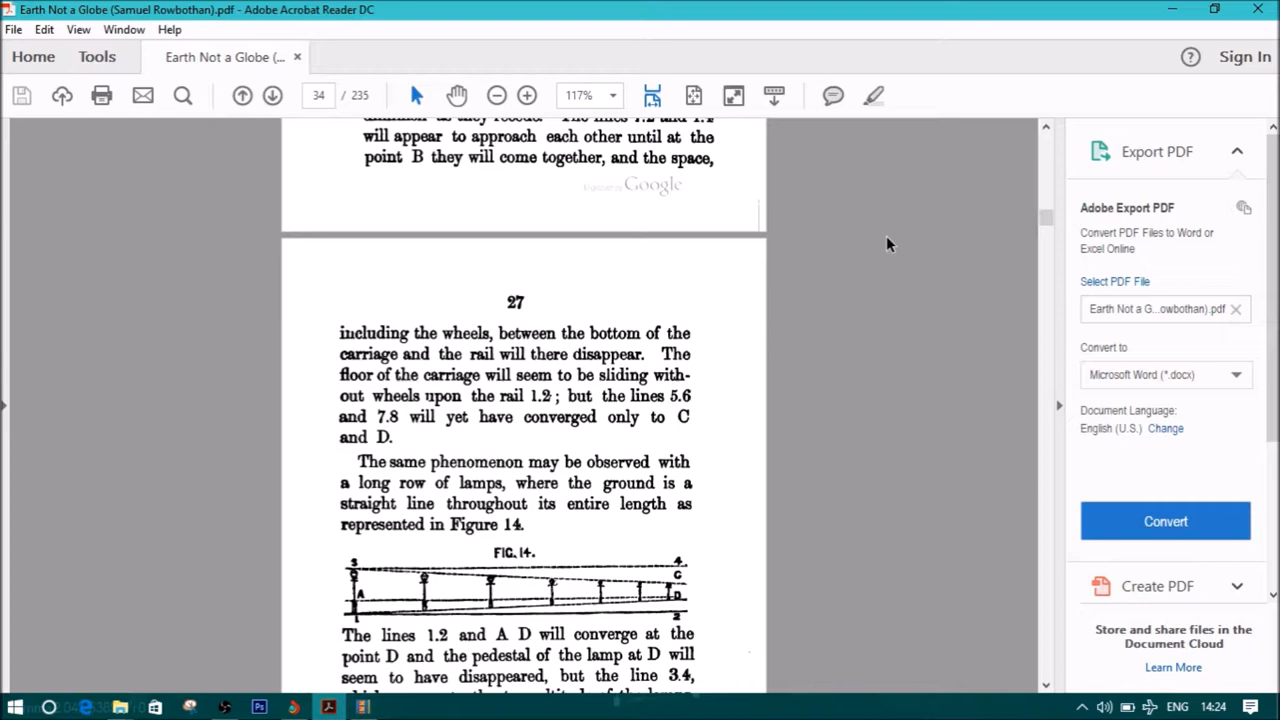 Earth Not a Globe (Samuel Rowbothan).pdf - Adobe Acrobat Reader DC
File Edit View Window Help
Home Tools Earth Not a Globe (... × Sign In
34 / 235 117%
will appear to approach each other until at the
point B they will come together, and the space,
Google
27
including the wheels, between the bottom of the
carriage and the rail will there disappear. The
floor of the carriage will seem to be sliding with-
out wheels upon the rail 1.2; but the lines 5.6
and 7.8 will yet have converged only to C
and D.
The same phenomenon may be observed with
a long row of lamps, where the ground is a
straight line throughout its entire length as
represented in Figure 14.
FIG. 14.
3 4
C
A D
1 2
The lines 1.2 and A D will converge at the
point D and the pedestal of the lamp at D will
seem to have disappeared, but the line 3.4,
Export PDF
Adobe Export PDF
Convert PDF Files to Word or
Excel Online
Select PDF File
Earth Not a G...owbothan).pdf
Convert to
Microsoft Word (*.docx)
Document Language:
English (U.S.) Change
Convert
Create PDF
Store and share files in the
Document Cloud
Learn More
ENG 14:24